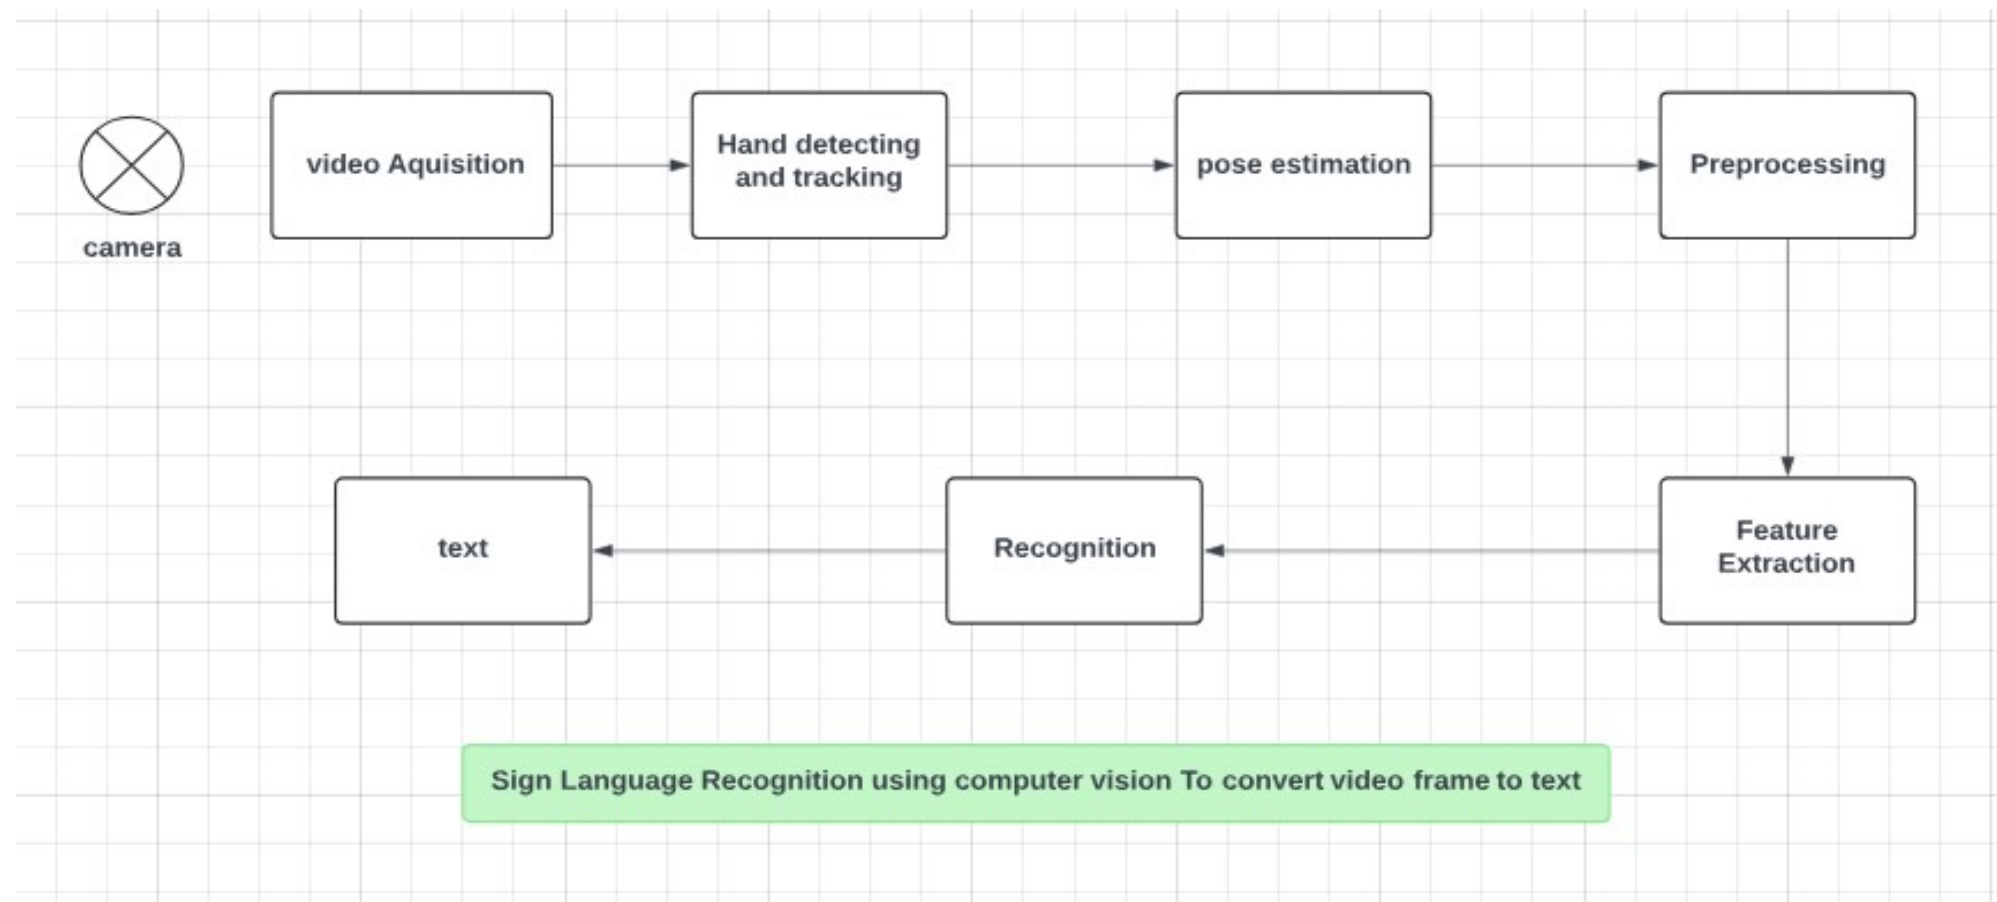 camera
video Aquisition
Hand detecting
and tracking
pose estimation
Preprocessing
text
Recognition
Feature
Extraction
Sign Language Recognition using computer vision To convert video frame to text